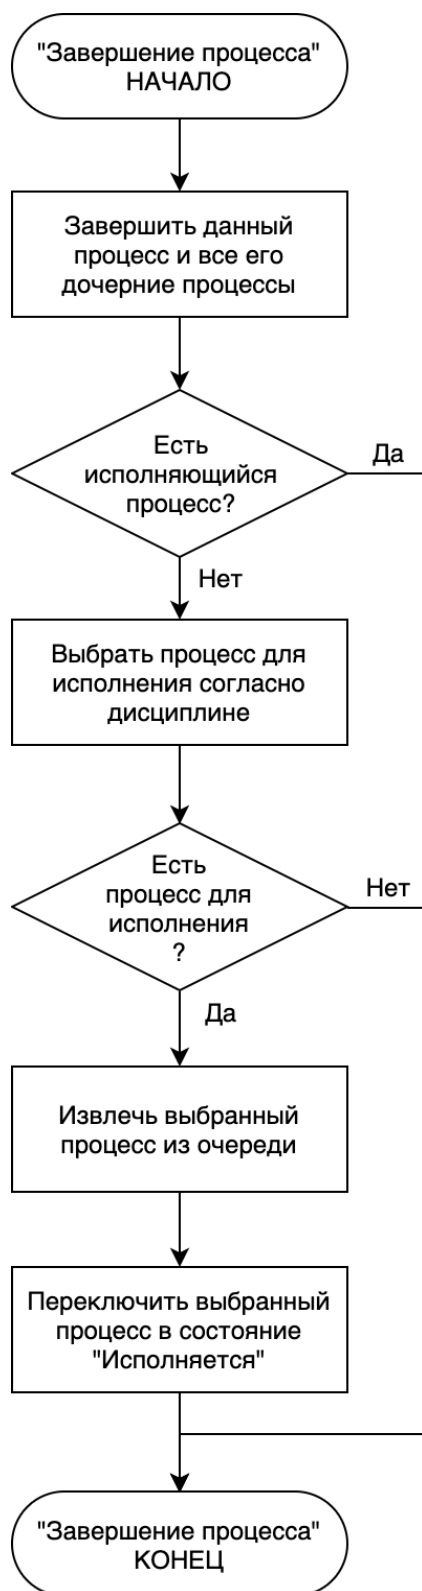 "Завершение процесса"
НАЧАЛО
Завершить данный
процесс и все его
дочерние процессы
Есть
исполняющийся
процесс?
Да
Нет
Выбрать процесс для
исполнения согласно
дисциплине
Есть
процесс для
исполнения
?
Нет
Да
Извлечь выбранный
процесс из очереди
Переключить выбранный
процесс в состояние
"Исполняется"
"Завершение процесса"
КОНЕЦ